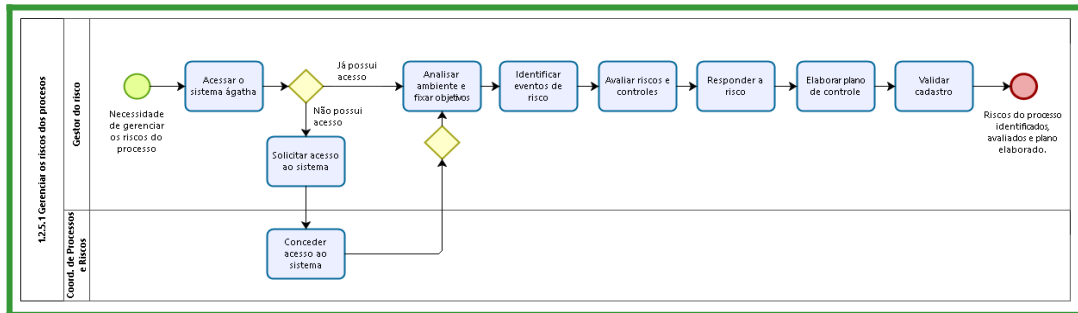 1.2.5.1 Gerenciar os riscos dos procesos
Gestor do risco
Coord. de Processos
e Riscos
Necessidade
de gerenciar
os riscos do
processo
Acessar o
sistema ágatha
Já possui
acesso
Não possui
acesso
Solicitar acesso
ao sistema
Conceder
acesso ao
sistema
Analisar
ambiente e
fixar objetivos
Identificar
eventos de
risco
Avaliar riscos e
controles
Responder a
risco
Elaborar plano
de controle
Validar
cadastro
Riscos do processo
identificados,
avaliados e plano
elaborado.